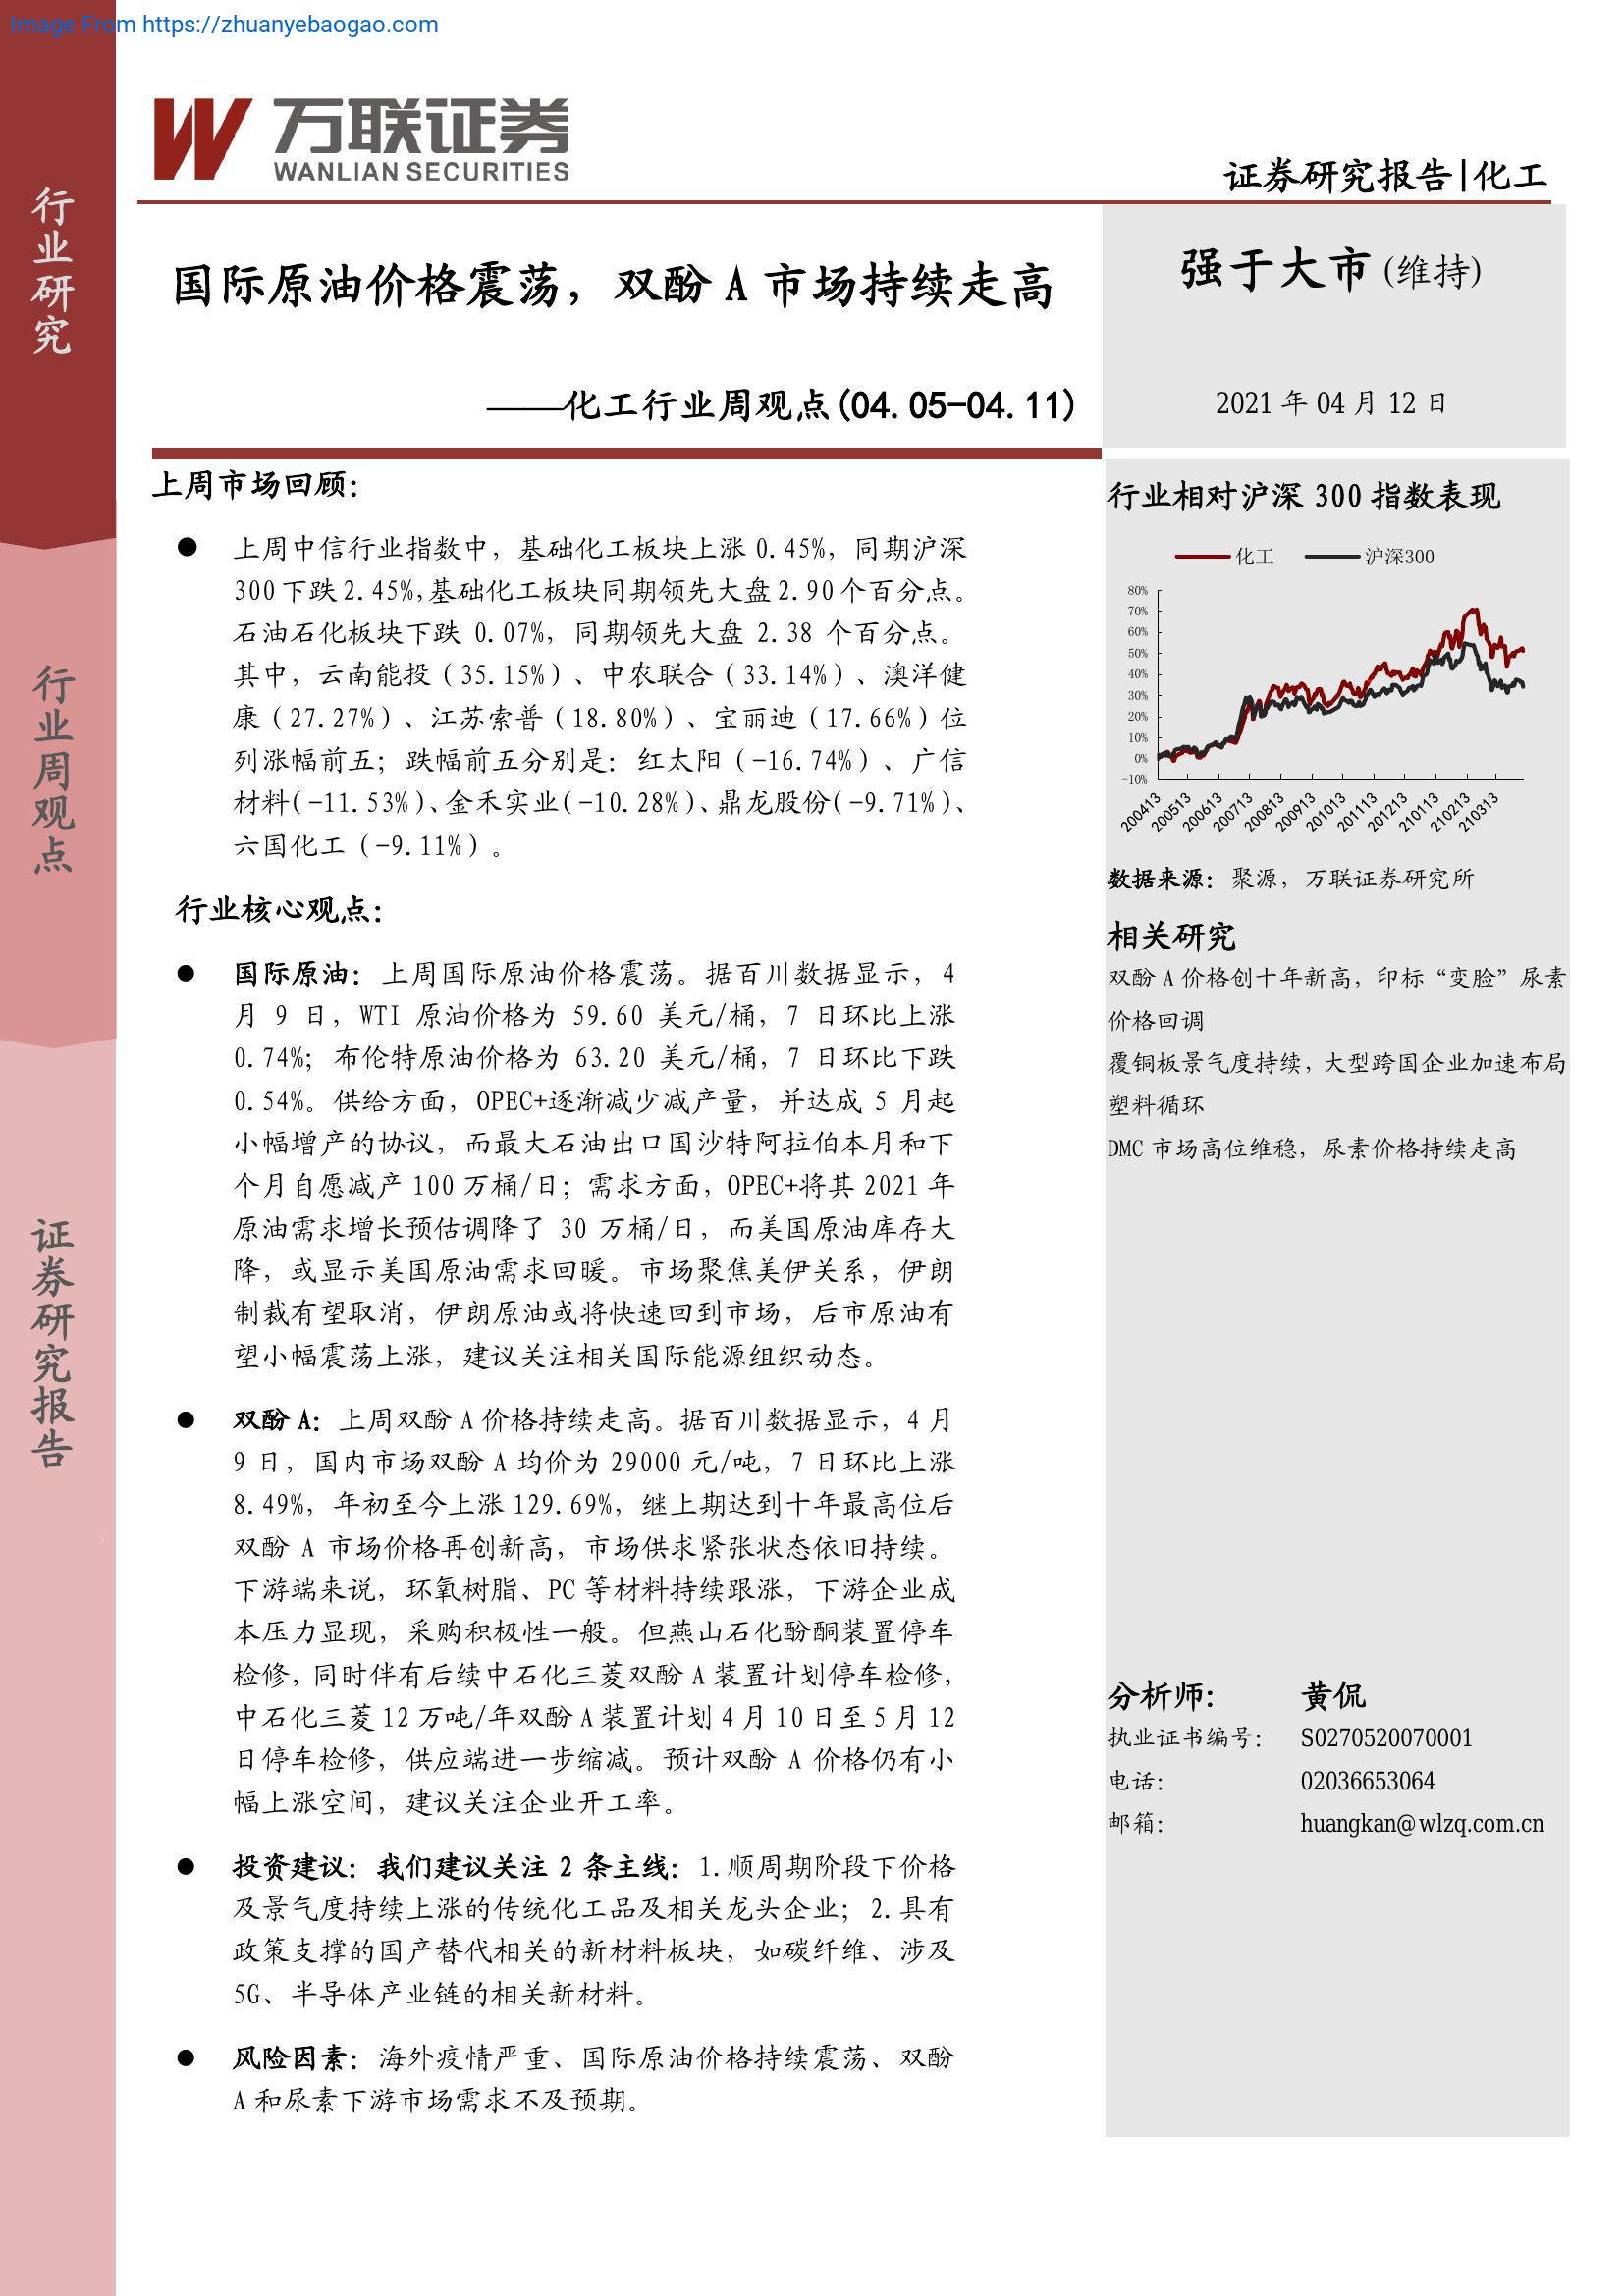 Image From https://zhuanyebaogao.com
万联证券
WANLIAN SECURITIES
证券研究报告|化工
行业研究
行业周观点
证券研究报告
国际原油价格震荡，双酚 A 市场持续走高
——化工行业周观点(04.05-04.11)
强于大市(维持)
2021 年 04 月 12 日
上周市场回顾：
● 上周中信行业指数中，基础化工板块上涨 0.45%，同期沪深
300下跌2.45%,基础化工板块同期领先大盘2.90个百分点。
石油石化板块下跌 0.07%，同期领先大盘 2.38 个百分点。
其中，云南能投（35.15%）、中农联合（33.14%）、澳洋健
康（27.27%）、江苏索普（18.80%）、宝丽迪（17.66%）位
列涨幅前五；跌幅前五分别是：红太阳（-16.74%）、广信
材料(-11.53%)、金禾实业(-10.28%)、鼎龙股份(-9.71%)、
六国化工（-9.11%）。
行业核心观点：
● 国际原油：上周国际原油价格震荡。据百川数据显示，4
月 9 日，WTI 原油价格为 59.60 美元/桶，7 日环比上涨
0.74%；布伦特原油价格为 63.20 美元/桶，7 日环比下跌
0.54%。供给方面，OPEC+逐渐减少减产量，并达成 5 月起
小幅增产的协议，而最大石油出口国沙特阿拉伯本月和下
个月自愿减产 100 万桶/日；需求方面，OPEC+将其 2021 年
原油需求增长预估调降了 30 万桶/日，而美国原油库存大
降，或显示美国原油需求回暖。市场聚焦美伊关系，伊朗
制裁有望取消，伊朗原油或将快速回到市场，后市原油有
望小幅震荡上涨，建议关注相关国际能源组织动态。
● 双酚 A：上周双酚 A 价格持续走高。据百川数据显示，4 月
9 日，国内市场双酚 A 均价为 29000 元/吨，7 日环比上涨
8.49%，年初至今上涨 129.69%，继上期达到十年最高位后
双酚 A 市场价格再创新高，市场供求紧张状态依旧持续。
下游端来说，环氧树脂、PC 等材料持续跟涨，下游企业成
本压力显现，采购积极性一般。但燕山石化酚酮装置停车
检修，同时伴有后续中石化三菱双酚 A 装置计划停车检修，
中石化三菱 12 万吨/年双酚 A 装置计划 4 月 10 日至 5 月 12
日停车检修，供应端进一步缩减。预计双酚 A 价格仍有小
幅上涨空间，建议关注企业开工率。
● 投资建议：我们建议关注 2 条主线：1.顺周期阶段下价格
及景气度持续上涨的传统化工品及相关龙头企业；2.具有
政策支撑的国产替代相关的新材料板块，如碳纤维、涉及
5G、半导体产业链的相关新材料。
● 风险因素：海外疫情严重、国际原油价格持续震荡、双酚
A 和尿素下游市场需求不及预期。
行业相对沪深 300 指数表现
化工 沪深300
80%
70%
60%
50%
40%
30%
20%
10%
0%
-10%
200413 200513 200613 200713 200813 200913 201013 201113 201213 210113 210213 210313
数据来源：聚源，万联证券研究所
相关研究
双酚 A 价格创十年新高，印标“变脸”尿素
价格回调
覆铜板景气度持续，大型跨国企业加速布局
塑料循环
DMC 市场高位维稳，尿素价格持续走高
分析师： 黄侃
执业证书编号： S0270520070001
电话： 02036653064
邮箱： huangkan@wlzq.com.cn